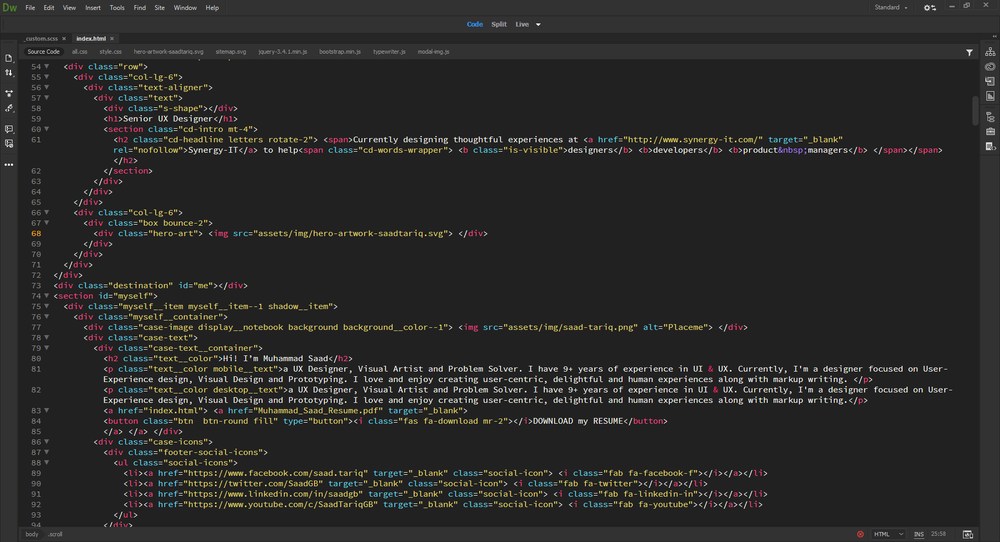 Dw File Edit View Insert Tools Find Site Window Help Standard
Code Split Live
_custom.scss × index.html ×
Source Code all.css style.css hero-artwork-saadtariq.svg sitemap.svg jquery-3.4.1.min.js bootstrap.min.js typewriter.js modal-img.js
54 <div class="row">
55 <div class="col-lg-6">
56 <div class="text-aligner">
57 <div class="text">
58 <div class="s-shape"></div>
59 <h1>Senior UX Designer</h1>
60 <section class="cd-intro mt-4">
61 <h2 class="cd-headline letters rotate-2"> <span>Currently designing thoughtful experiences at <a href="http://www.synergy-it.com/" target="_blank"
rel="nofollow">Synergy-IT</a> to help<span class="cd-words-wrapper"> <b class="is-visible">designers</b> <b>developers</b> <b>product&nbsp;managers</b> </span></span>
</h2>
62 </section>
63 </div>
64 </div>
65 </div>
66 <div class="col-lg-6">
67 <div class="box bounce-2">
68 <div class="hero-art"> <img src="assets/img/hero-artwork-saadtariq.svg"> </div>
69 </div>
70 </div>
71 </div>
72 </div>
73 <div class="destination" id="me"></div>
74 <section id="myself">
75 <div class="myself__item myself__item--1 shadow__item">
76 <div class="myself__container">
77 <div class="case-image display__notebook background background__color--1"> <img src="assets/img/saad-tariq.png" alt="Placeme"> </div>
78 <div class="case-text">
79 <div class="case-text__container">
80 <h2 class="text__color">Hi! I'm Muhammad Saad</h2>
81 <p class="text__color mobile__text">a UX Designer, Visual Artist and Problem Solver. I have 9+ years of experience in UI & UX. Currently, I'm a designer focused on User-
Experience design, Visual Design and Prototyping. I love and enjoy creating user-centric, delightful and human experiences along with markup writing. </p>
82 <p class="text__color desktop__text">a UX Designer, Visual Artist and Problem Solver. I have 9+ years of experience in UI & UX. Currently, I'm a designer focused on User-
Experience design, Visual Design and Prototyping. I love and enjoy creating user-centric, delightful and human experiences along with markup writing.</p>
83 <a href="index.html"> <a href="Muhammad_Saad_Resume.pdf" target="_blank">
84 <button class="btn  btn-round fill" type="button"><i class="fas fa-download mr-2"></i>DOWNLOAD my RESUME</button>
85 </a> </a> </div>
86 <div class="case-icons">
87 <div class="footer-social-icons">
88 <ul class="social-icons">
89 <li><a href="https://www.facebook.com/saad.tariq" target="_blank" class="social-icon"> <i class="fab fa-facebook-f"></i></a></li>
90 <li><a href="https://twitter.com/SaadGB" target="_blank" class="social-icon"> <i class="fab fa-twitter"></i></a></li>
91 <li><a href="https://www.linkedin.com/in/saadgb" target="_blank" class="social-icon"> <i class="fab fa-linkedin-in"></i></a></li>
92 <li><a href="https://www.youtube.com/c/SaadTariqGB" target="_blank" class="social-icon"> <i class="fab fa-youtube"></i></a></li>
93 </ul>
94 </div>
body .scroll HTML INS 25:58